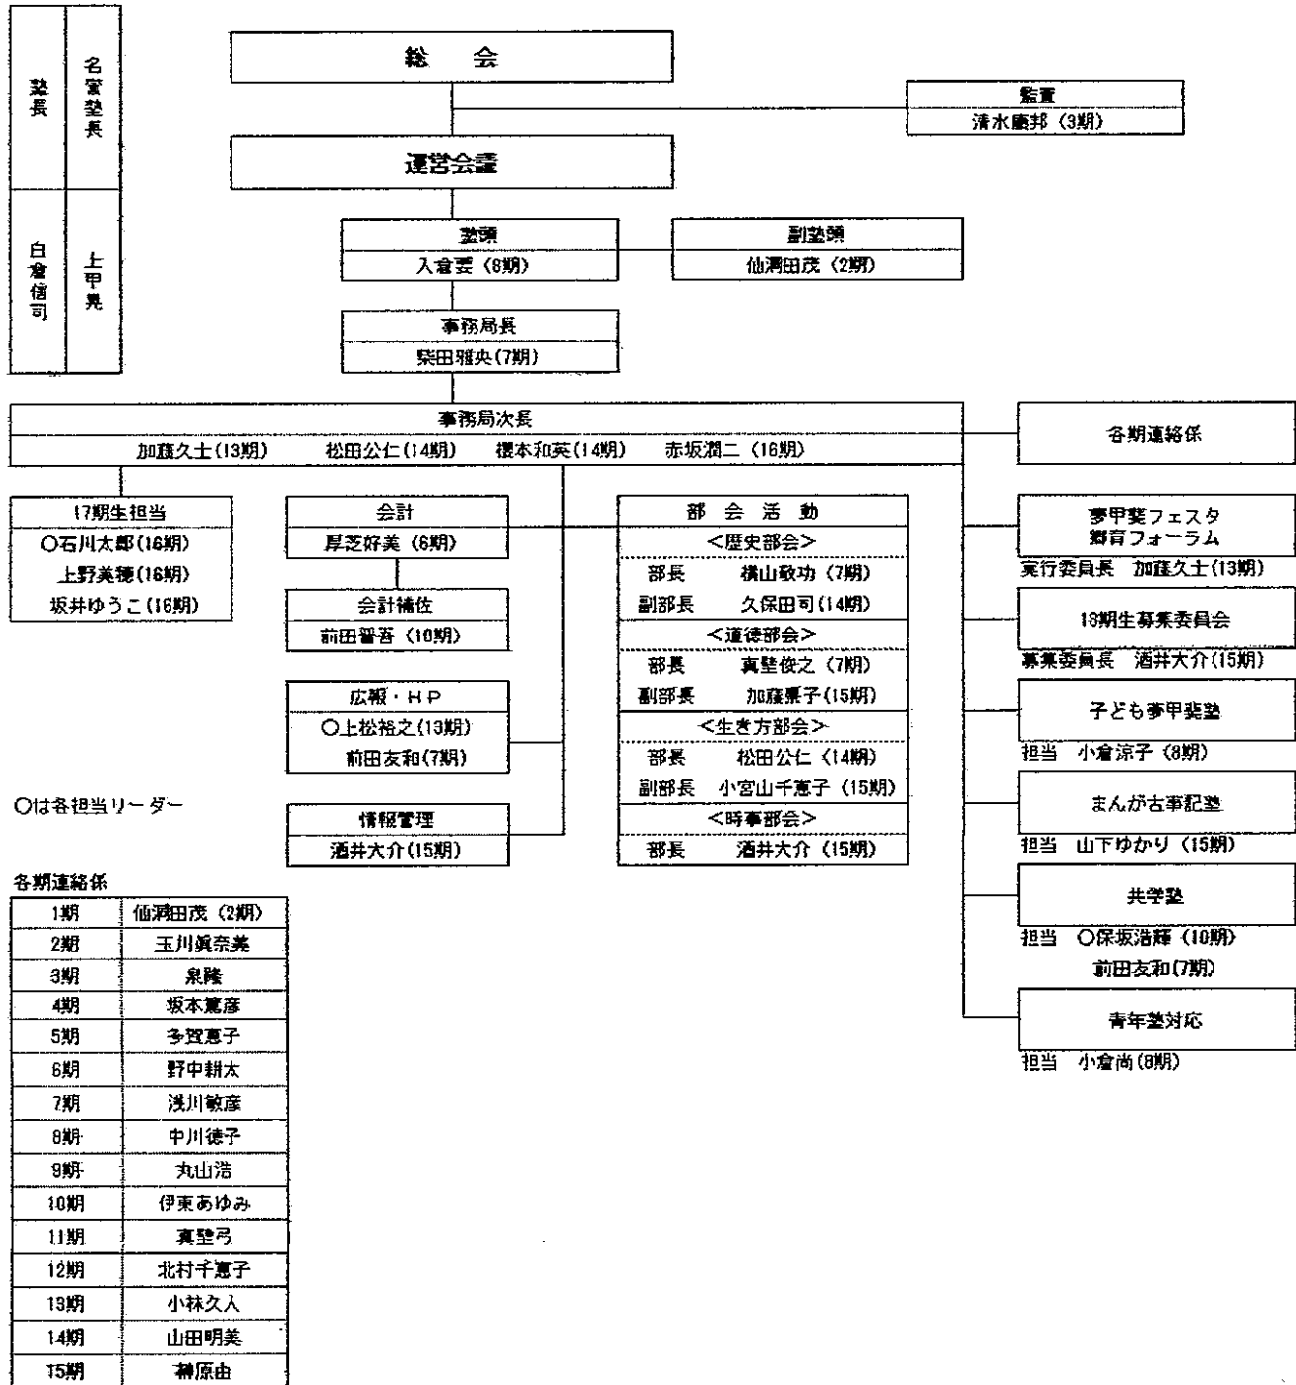 塾長
名誉塾長
白倉信司
上甲晃
総 会
監査
清水慶邦（3期）
運営会議
塾頭
入倉要（8期）
副塾頭
仙洞田茂（2期）
事務局長
柴田雅央(7期)
事務局次長
加藤久士(13期) 松田公仁(14期) 櫻本和英(14期) 赤坂潤二（16期）
各期連絡係
17期生担当
○石川太郎(16期)
上野美穂(16期)
坂井ゆうこ(16期)
会計
厚芝好美（6期）
会計補佐
前田晋吾（10期）
広報・HP
○上松裕之(13期)
前田友和(7期)
情報管理
酒井大介(15期)
部 会 活 動
＜歴史部会＞
部長 横山敬功（7期）
副部長 久保田司(14期)
＜道徳部会＞
部長 真壁俊之（7期）
副部長 加藤 子(15期)
＜生き方部会＞
部長 松田公仁（14期）
副部長 小宮山千恵子（15期）
＜時事部会＞
部長 酒井大介（15期）
夢甲斐フェスタ
郷育フォーラム
実行委員長 加藤久士(13期)
18期生募集委員会
募集委員長 酒井大介(15期)
子ども夢甲斐塾
担当 小倉涼子（8期）
まんが古事記塾
担当 山下ゆかり（15期）
共学塾
担当 ○保坂浩輝（10期）
前田友和(7期)
青年塾対応
担当 小倉尚(8期)
○は各担当リーダー
各期連絡係
1期 仙洞田茂（2期）
2期 玉川眞奈美
3期 泉隆
4期 坂本篤彦
5期 多賀恵子
6期 野中耕太
7期 浅川敏彦
8期 中川徳子
9期 丸山浩
10期 伊東あゆみ
11期 真壁弓
12期 北村千恵子
13期 小林久人
14期 山田明美
15期 榊原由